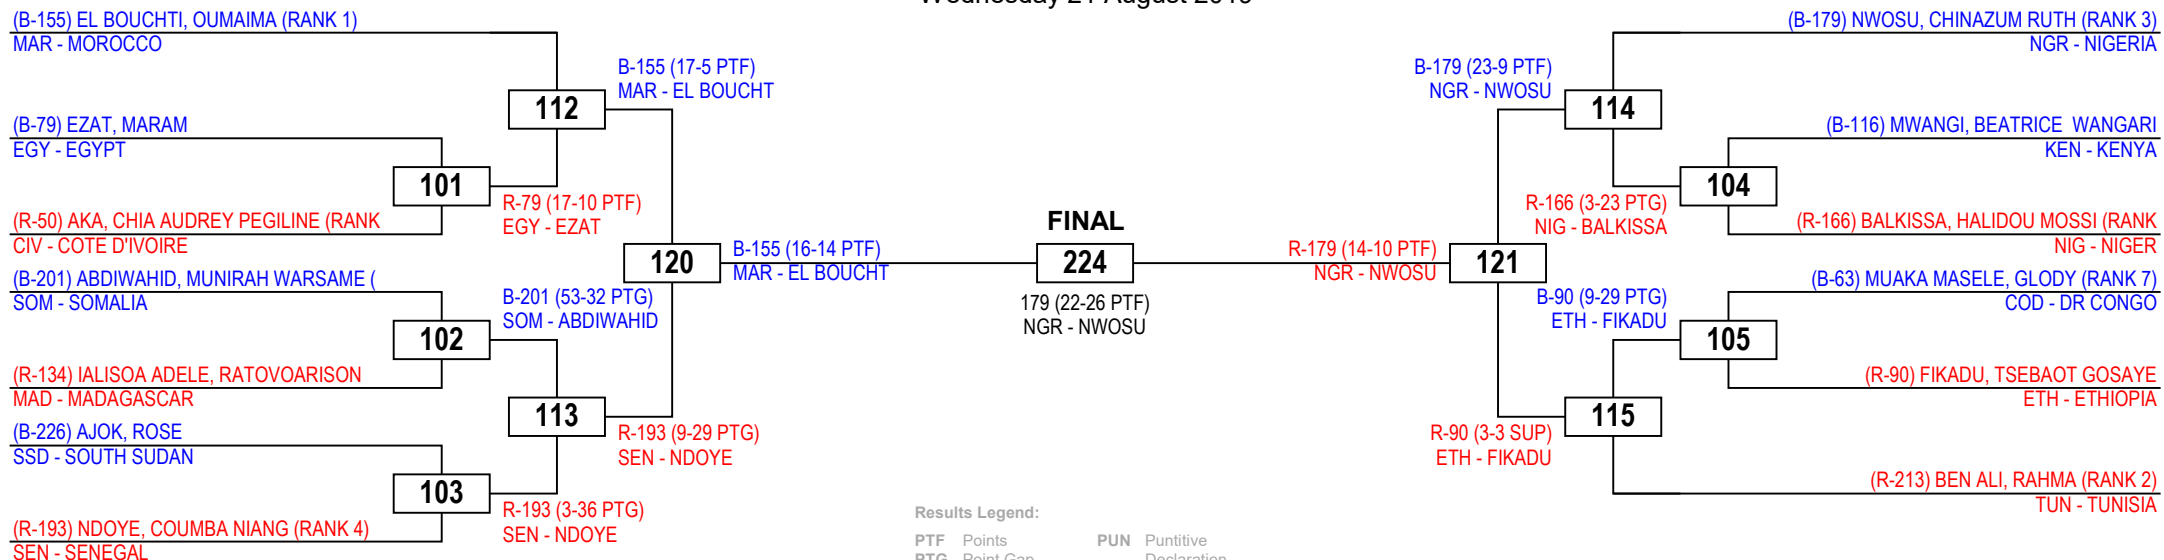 Wednesday 21 August 2019
(B-155) EL BOUCHTI, OUMAIMA (RANK 1)
MAR - MOROCCO
(B-79) EZAT, MARAM
EGY - EGYPT
(R-50) AKA, CHIA AUDREY PEGILINE (RANK
CIV - COTE D'IVOIRE
(B-201) ABDIWAHID, MUNIRAH WARSAME (
SOM - SOMALIA
(R-134) IALISOA ADELE, RATOVOARISON
MAD - MADAGASCAR
(B-226) AJOK, ROSE
SSD - SOUTH SUDAN
(R-193) NDOYE, COUMBA NIANG (RANK 4)
SEN - SENEGAL
101
102
103
R-79 (17-10 PTF)
EGY - EZAT
B-201 (53-32 PTG)
SOM - ABDIWAHID
R-193 (3-36 PTG)
SEN - NDOYE
112
113
B-155 (17-5 PTF)
MAR - EL BOUCHT
R-193 (9-29 PTG)
SEN - NDOYE
120
B-155 (16-14 PTF)
MAR - EL BOUCHT
FINAL
224
179 (22-26 PTF)
NGR - NWOSU
R-179 (14-10 PTF)
NGR - NWOSU
121
B-179 (23-9 PTF)
NGR - NWOSU
R-90 (3-3 SUP)
ETH - FIKADU
114
115
R-166 (3-23 PTG)
NIG - BALKISSA
B-90 (9-29 PTG)
ETH - FIKADU
104
105
(B-179) NWOSU, CHINAZUM RUTH (RANK 3)
NGR - NIGERIA
(B-116) MWANGI, BEATRICE  WANGARI
KEN - KENYA
(R-166) BALKISSA, HALIDOU MOSSI (RANK
NIG - NIGER
(B-63) MUAKA MASELE, GLODY (RANK 7)
COD - DR CONGO
(R-90) FIKADU, TSEBAOT GOSAYE
ETH - ETHIOPIA
(R-213) BEN ALI, RAHMA (RANK 2)
TUN - TUNISIA
Results Legend:
PTF Points PUN Puntitive
PTG Point Gap Declaration